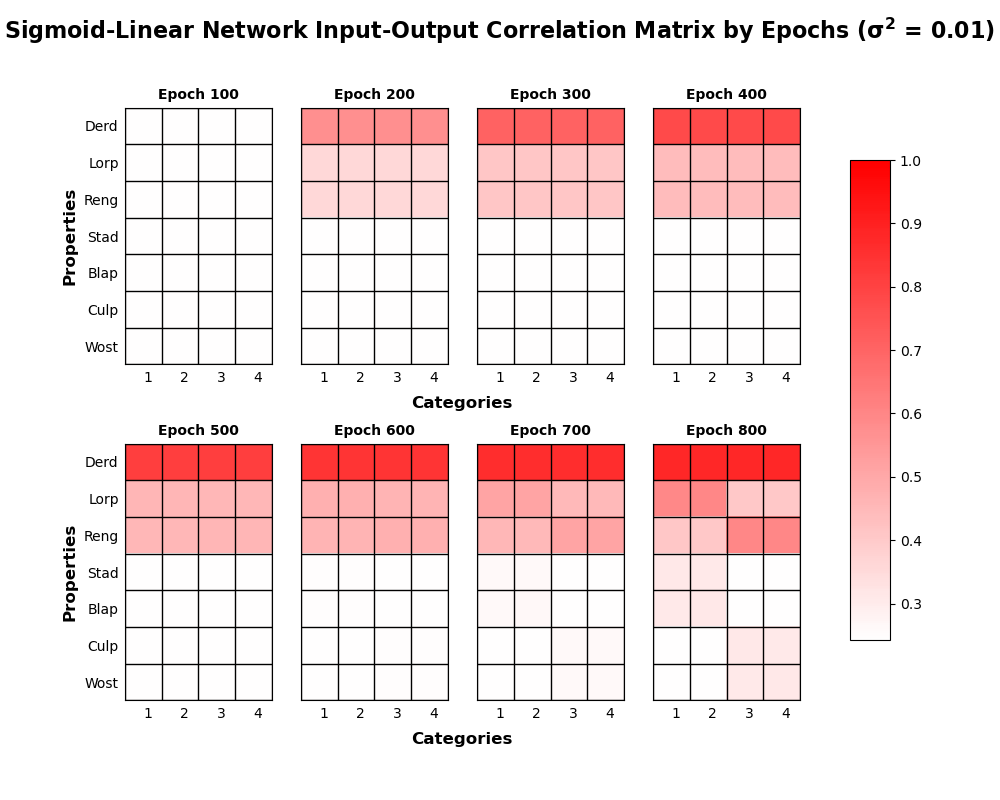 Sigmoid-Linear Network Input-Output Correlation Matrix by Epochs (σ² = 0.01)
Epoch 100 Epoch 200 Epoch 300 Epoch 400
Properties
Derd
Lorp
Reng
Stad
Blap
Culp
Wost
1 2 3 4 1 2 3 4 1 2 3 4 1 2 3 4
Categories
Epoch 500 Epoch 600 Epoch 700 Epoch 800
Properties
Derd
Lorp
Reng
Stad
Blap
Culp
Wost
1 2 3 4 1 2 3 4 1 2 3 4 1 2 3 4
Categories
1.0
0.9
0.8
0.7
0.6
0.5
0.4
0.3